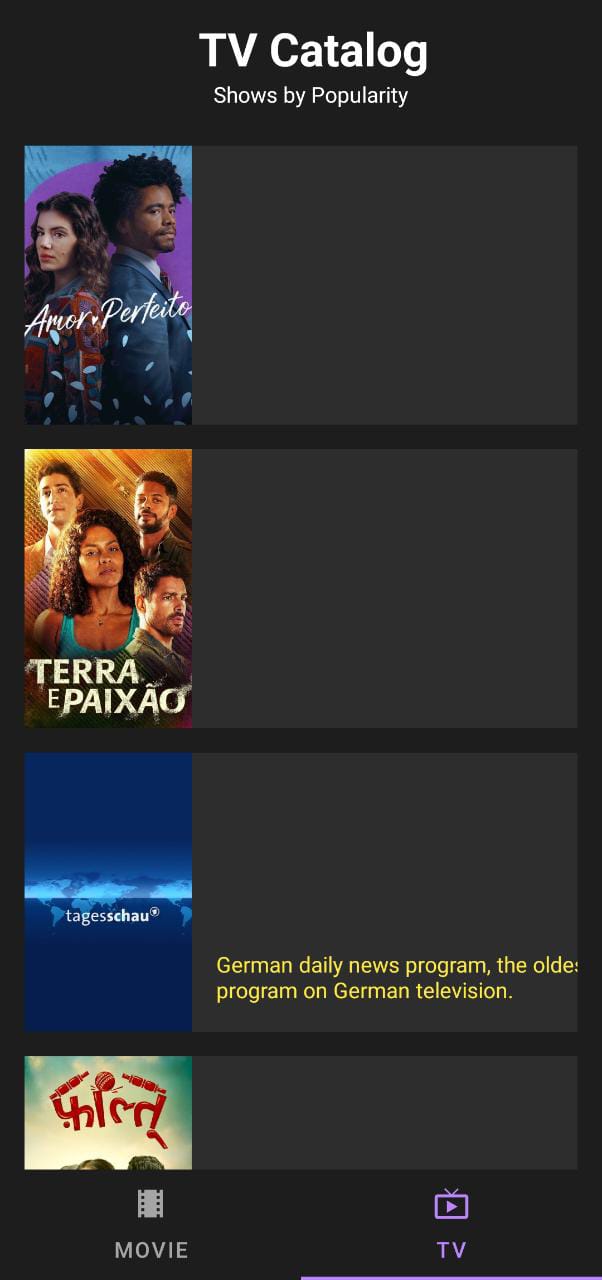 TV Catalog
Shows by Popularity
Amor Perfeito
TERRA
E PAIXÃO
tagesschau
German daily news program, the oldes
program on German television.
फ़ालतू
MOVIE
TV